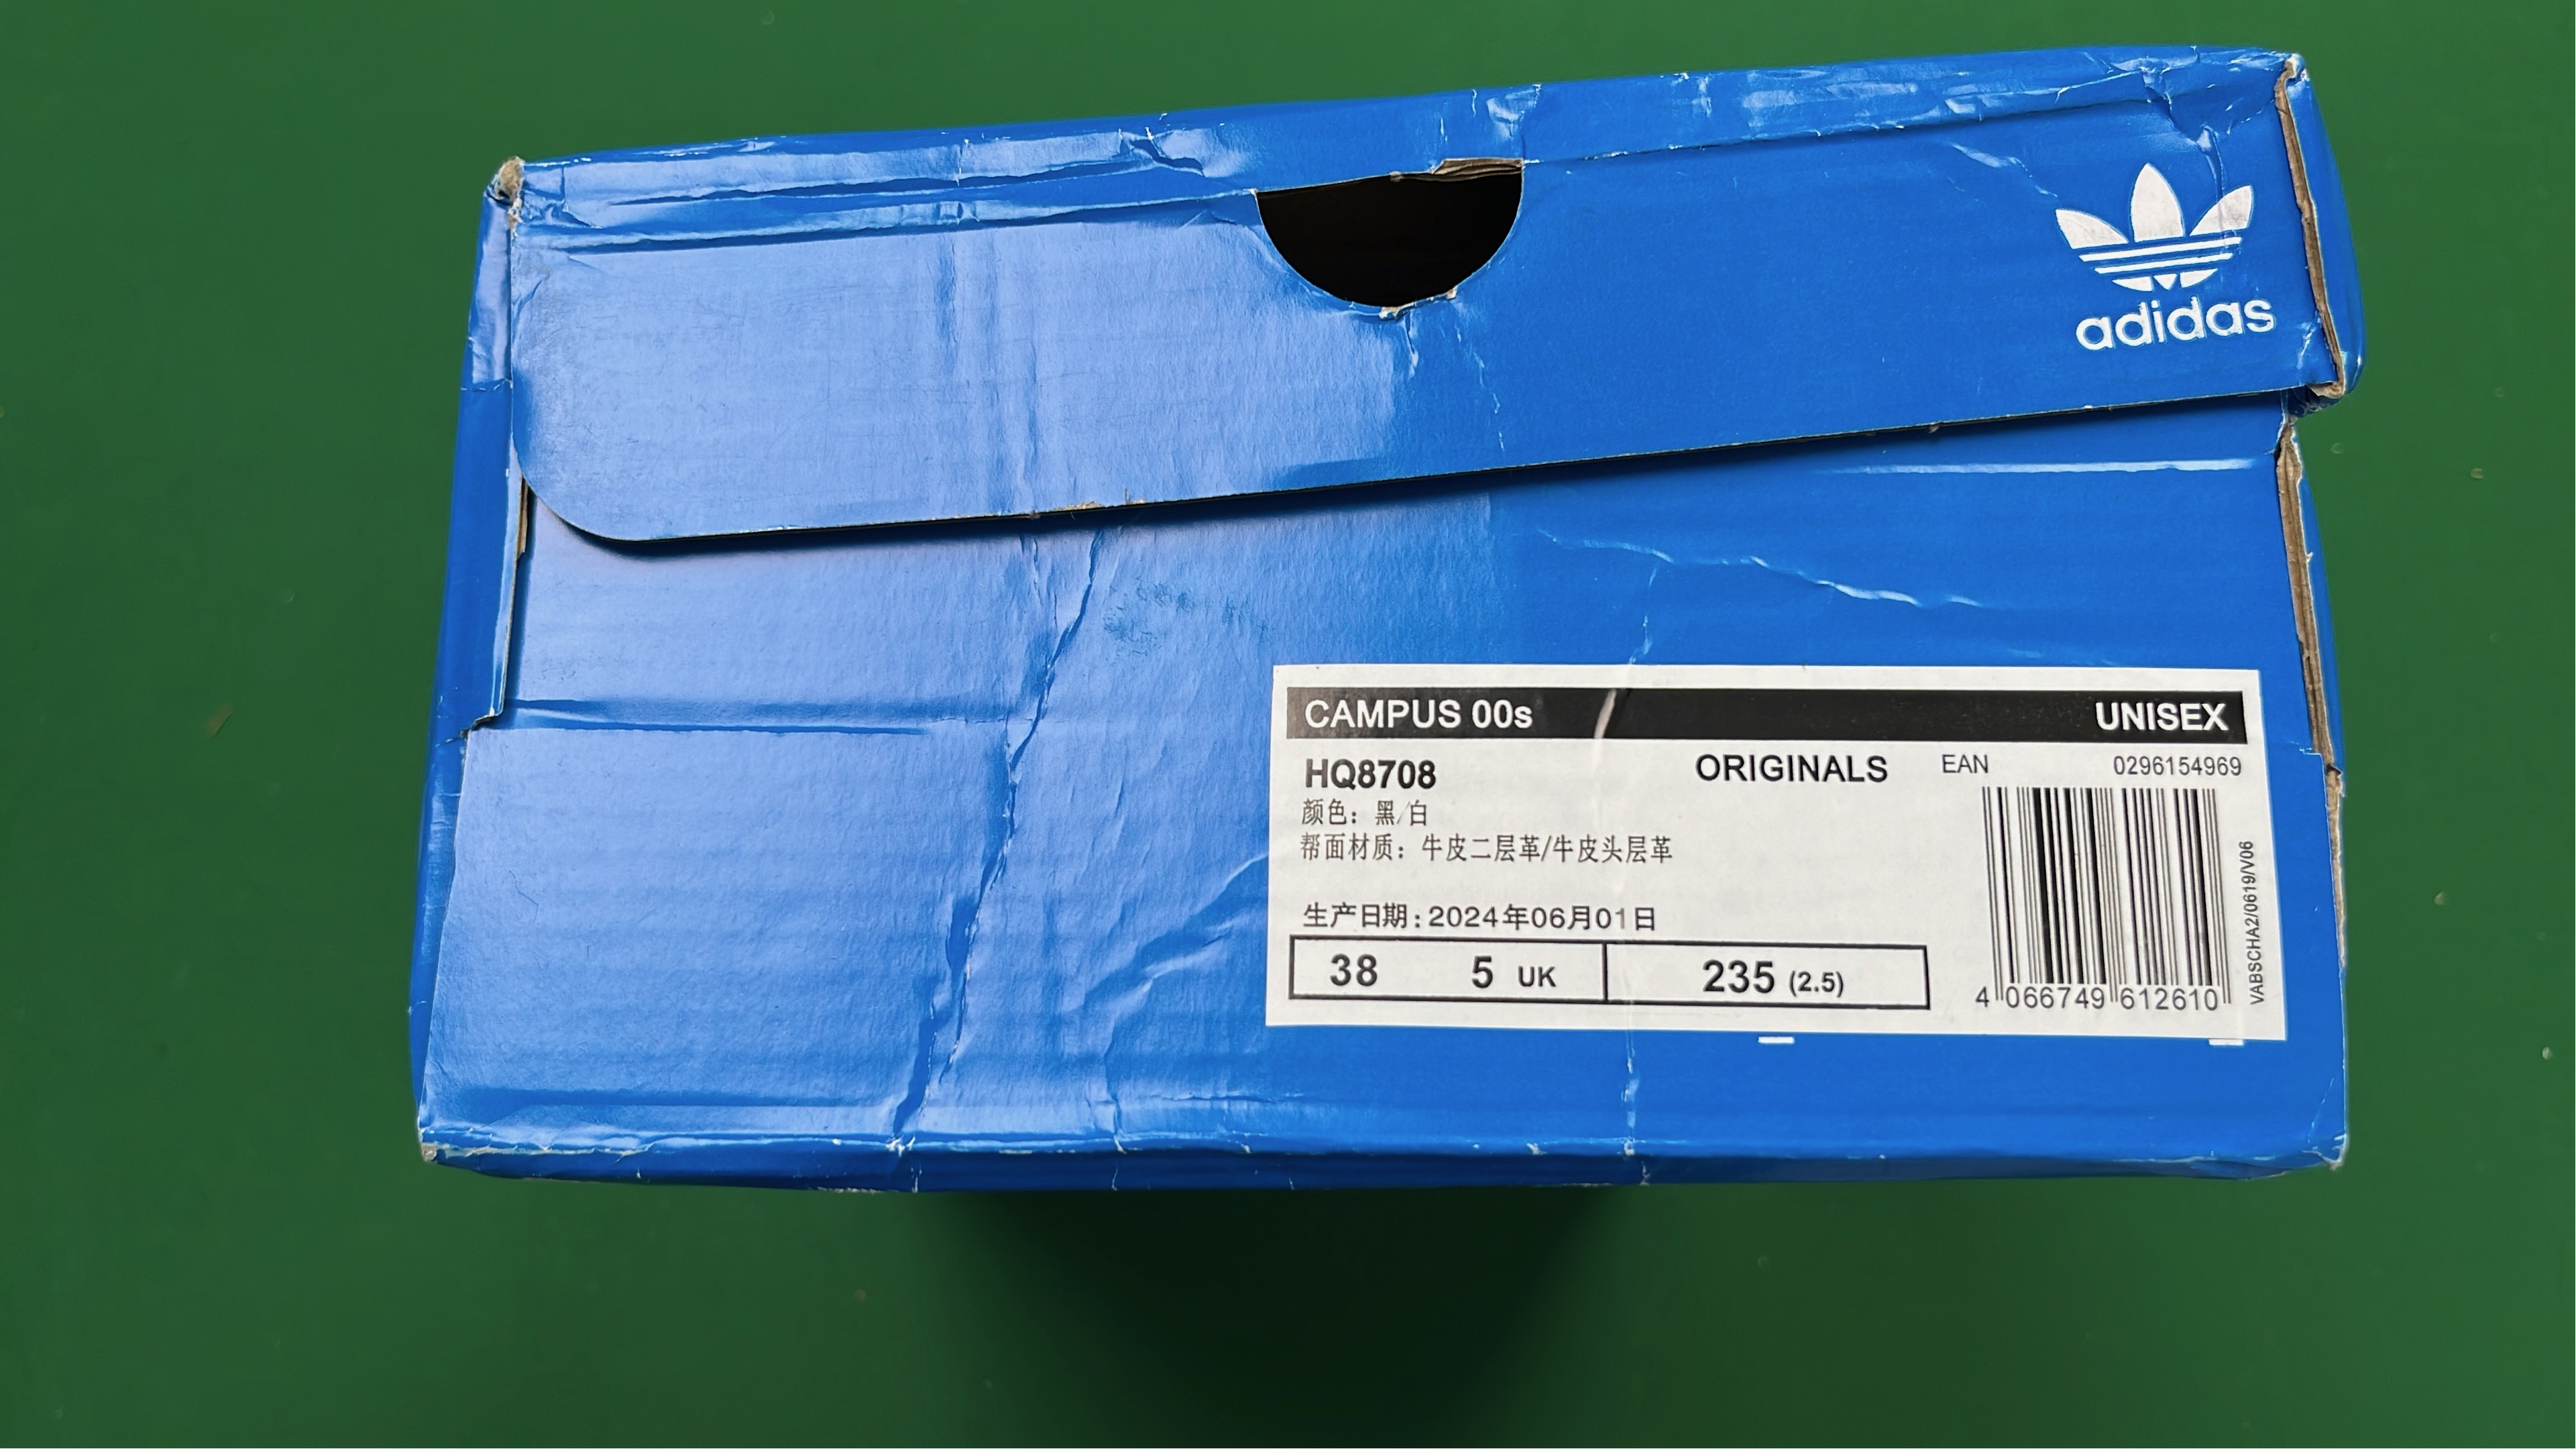 adidas
CAMPUS 00s UNISEX
HQ8708 ORIGINALS EAN 0296154969
颜色：黑/白
帮面材质：牛皮二层革/牛皮头层革
生产日期：2024年06月01日
38 5 UK 235 (2.5)
4 066749 612610
VABSCHA2/0619/V06